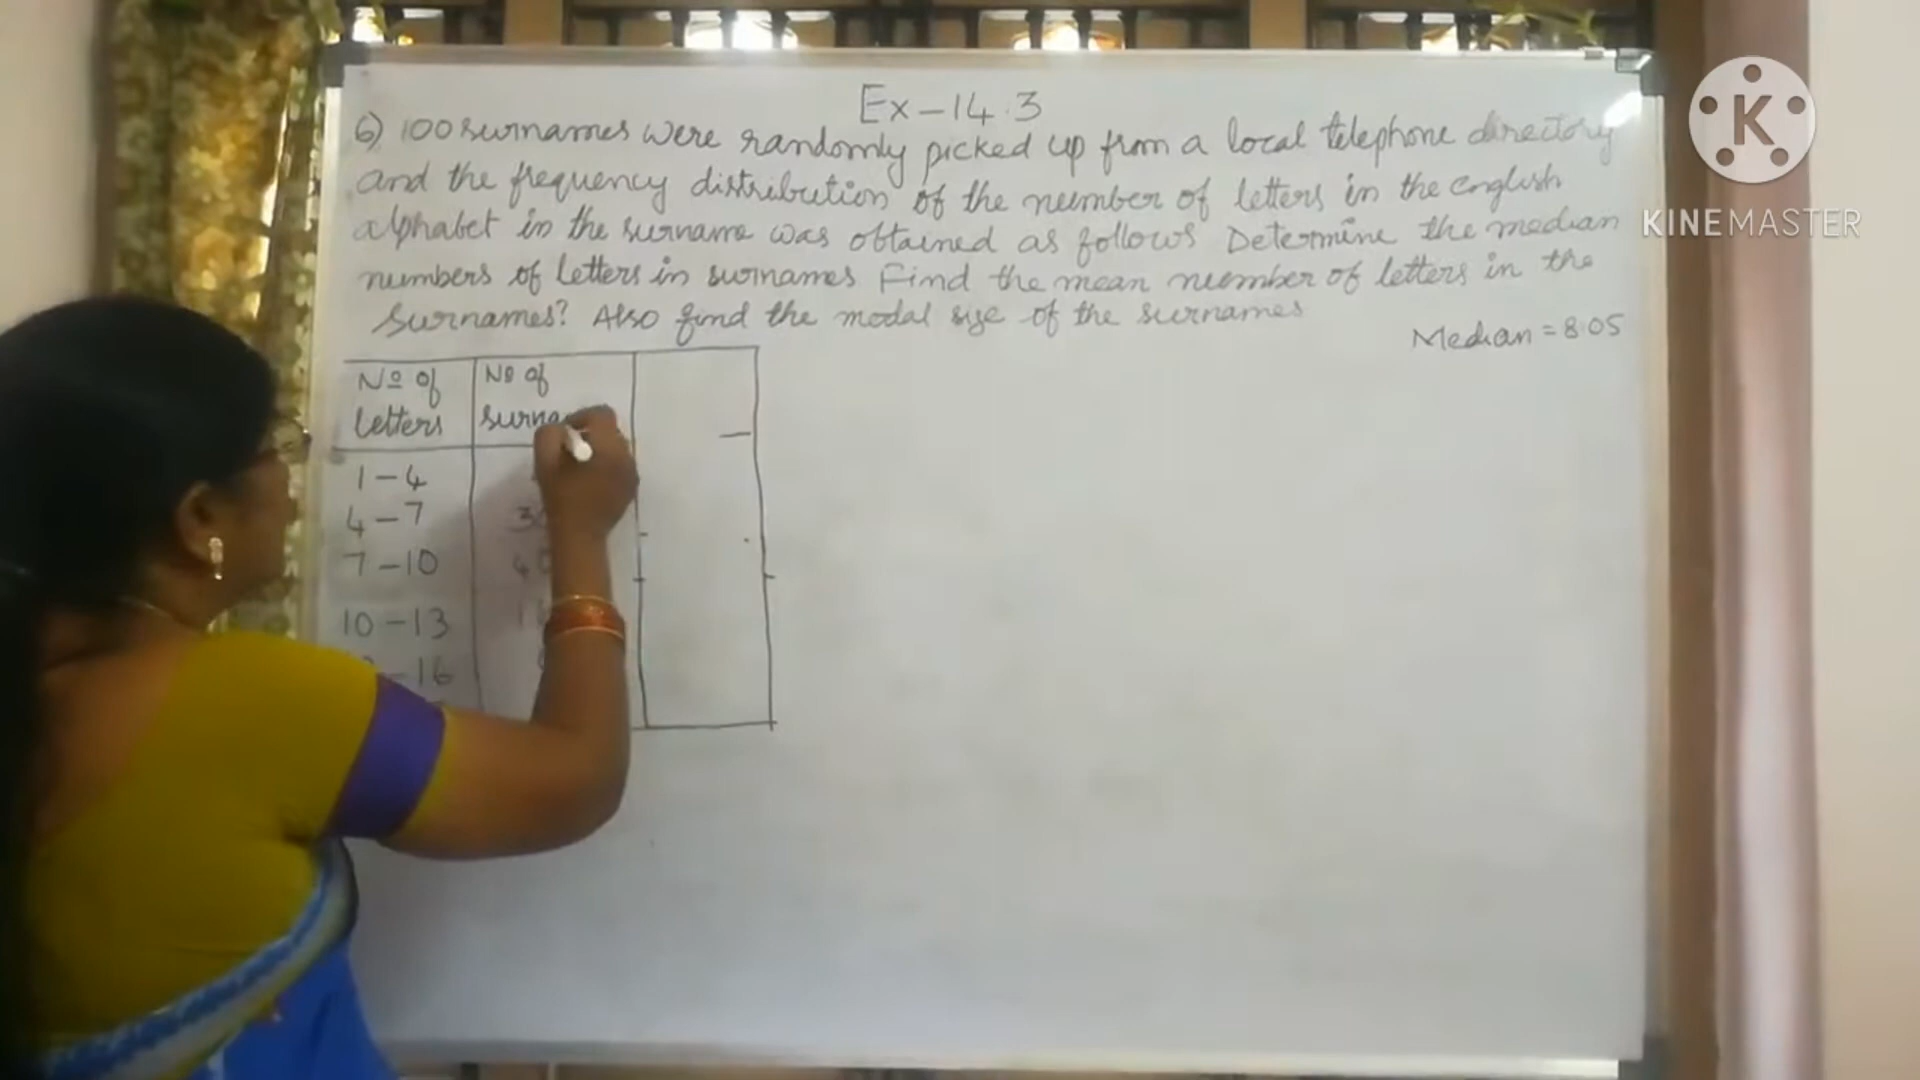 Ex-14.3
6) 100 surnames were randomly picked up from a local telephone directory
and the frequency distribution of the number of letters in the English
alphabet in the surname was obtained as follows Determine the median
numbers of letters in surnames Find the mean number of letters in the
surnames? Also find the modal size of the surnames
Median = 8.05
No of
letters
No of
1-4
4-7
7-10
10-13
-16
K
KINEMASTER